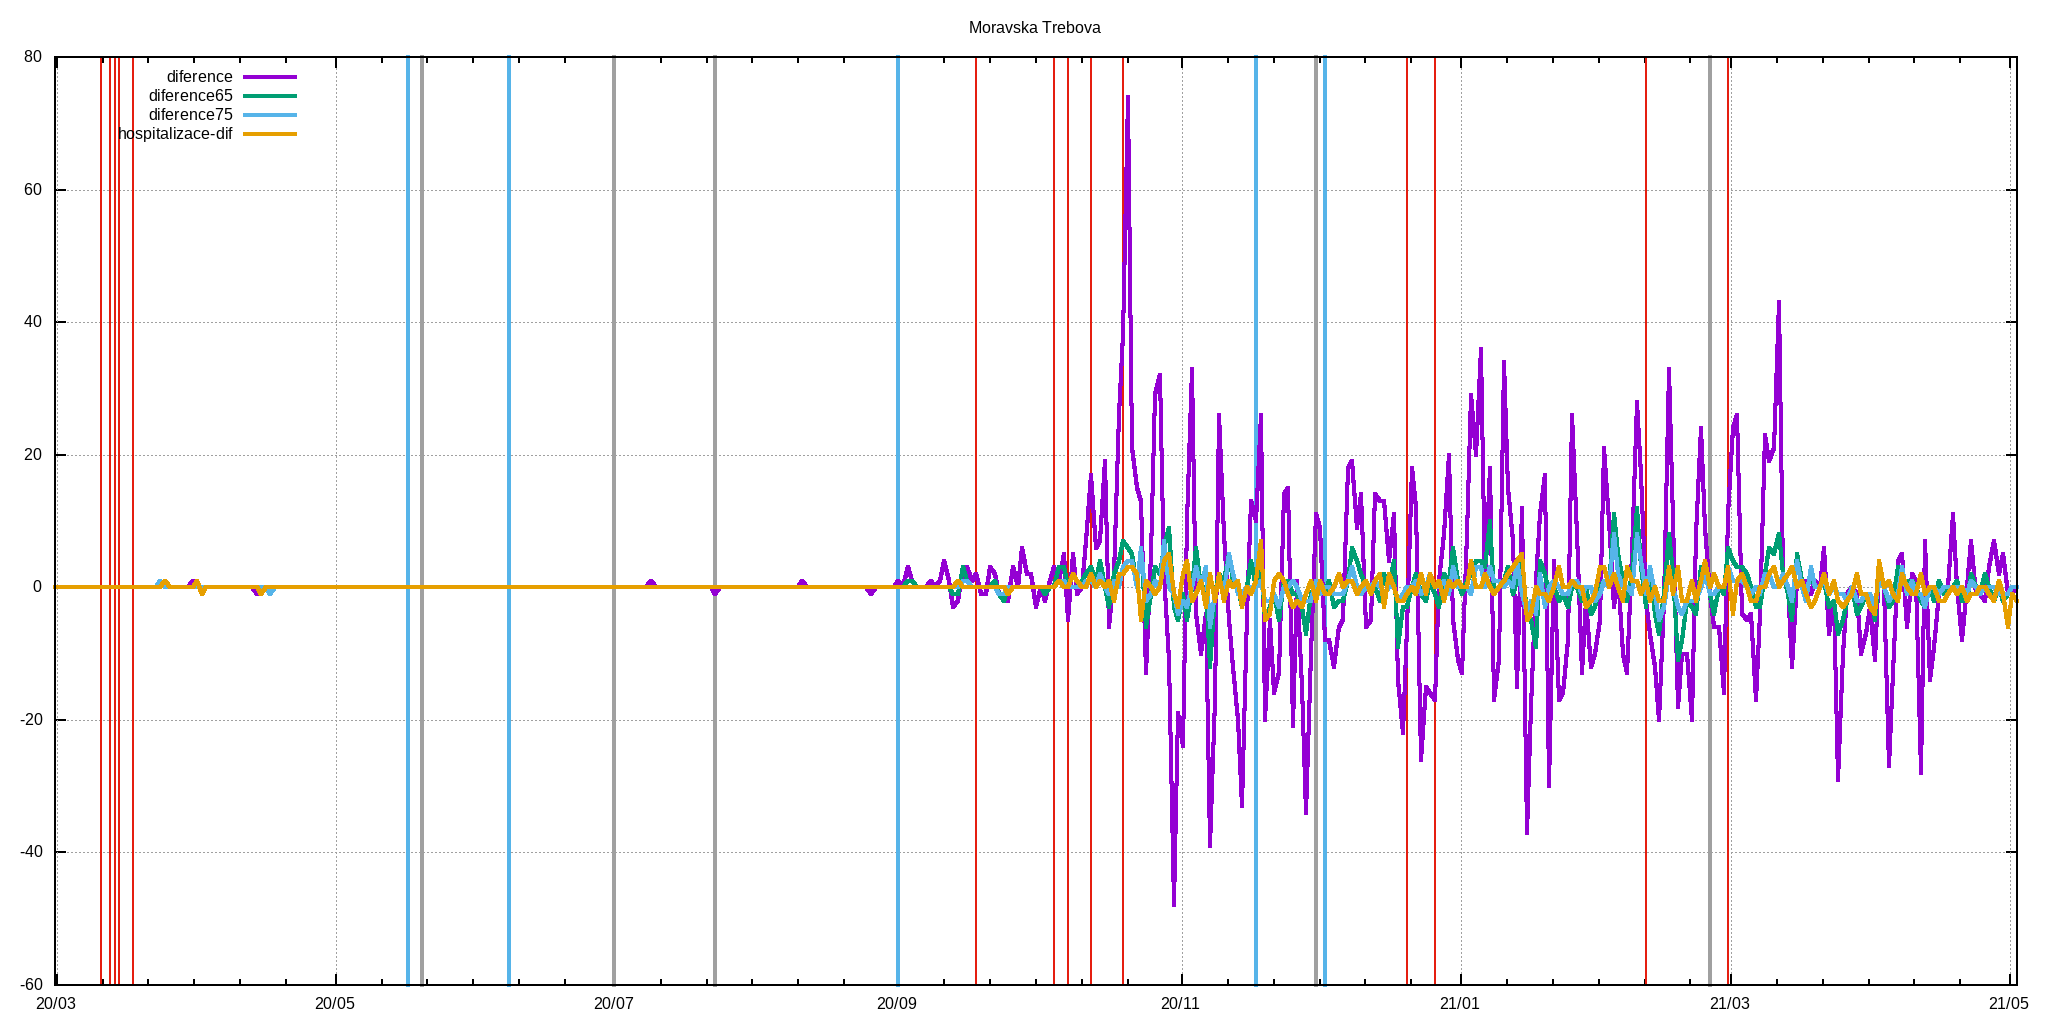 Moravska Trebova
80
60
40
20
0
-20
-40
-60
diference
diference65
diference75
hospitalizace-dif
20/03 20/05 20/07 20/09 20/11 21/01 21/03 21/05